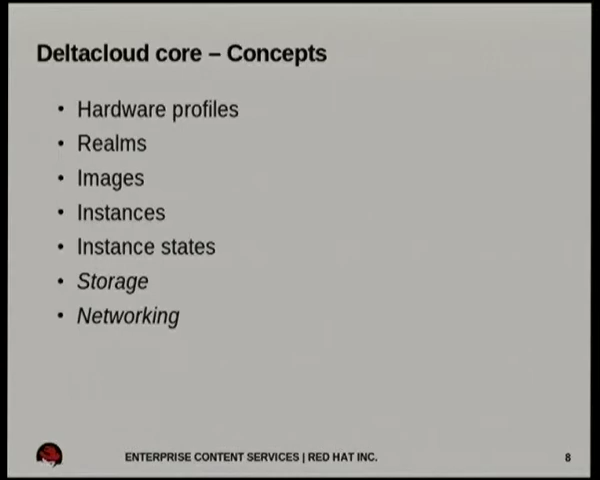 Deltacloud core – Concepts
• Hardware profiles
• Realms
• Images
• Instances
• Instance states
• Storage
• Networking
ENTERPRISE CONTENT SERVICES | RED HAT INC.
8